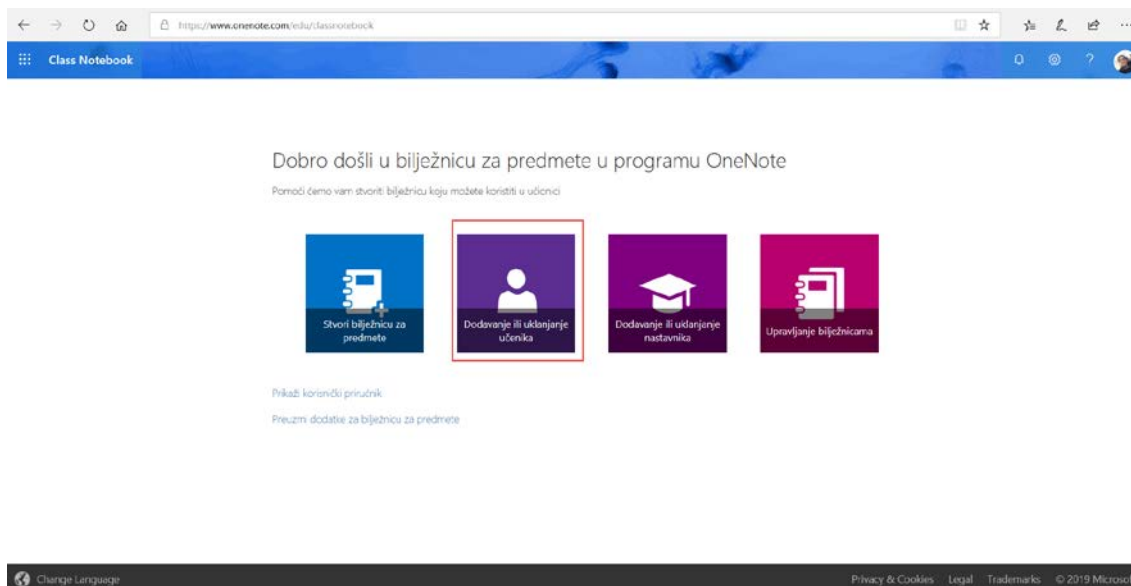 https://www.onenote.com/edu/classnotebook
Class Notebook
Dobro došli u bilježnicu za predmete u programu OneNote
Pomoći ćemo vam stvoriti bilježnicu koju možete koristiti u učionici
Stvori bilježnicu za
predmete
Dodavanje ili uklanjanje
učenika
Dodavanje ili uklanjanje
nastavnika
Upravljanje bilježnicama
Prikaži korisnički priručnik
Preuzmi dodatke za bilježnicu za predmete
Change Language
Privacy & Cookies Legal Trademarks © 2019 Microso